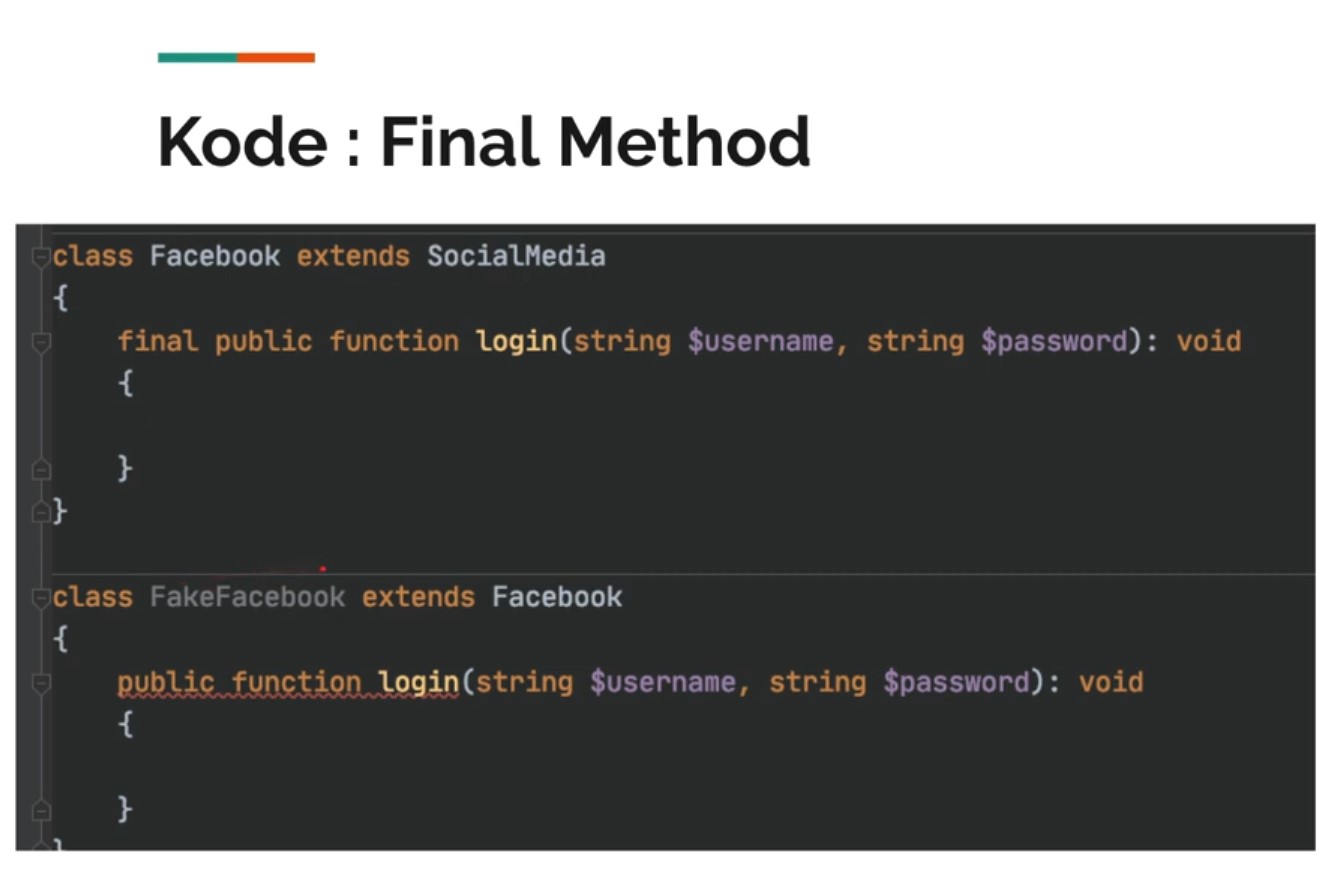 Kode : Final Method
class Facebook extends SocialMedia
{
    final public function login(string $username, string $password): void
    {

    }
}

class FakeFacebook extends Facebook
{
    public function login(string $username, string $password): void
    {

    }
}